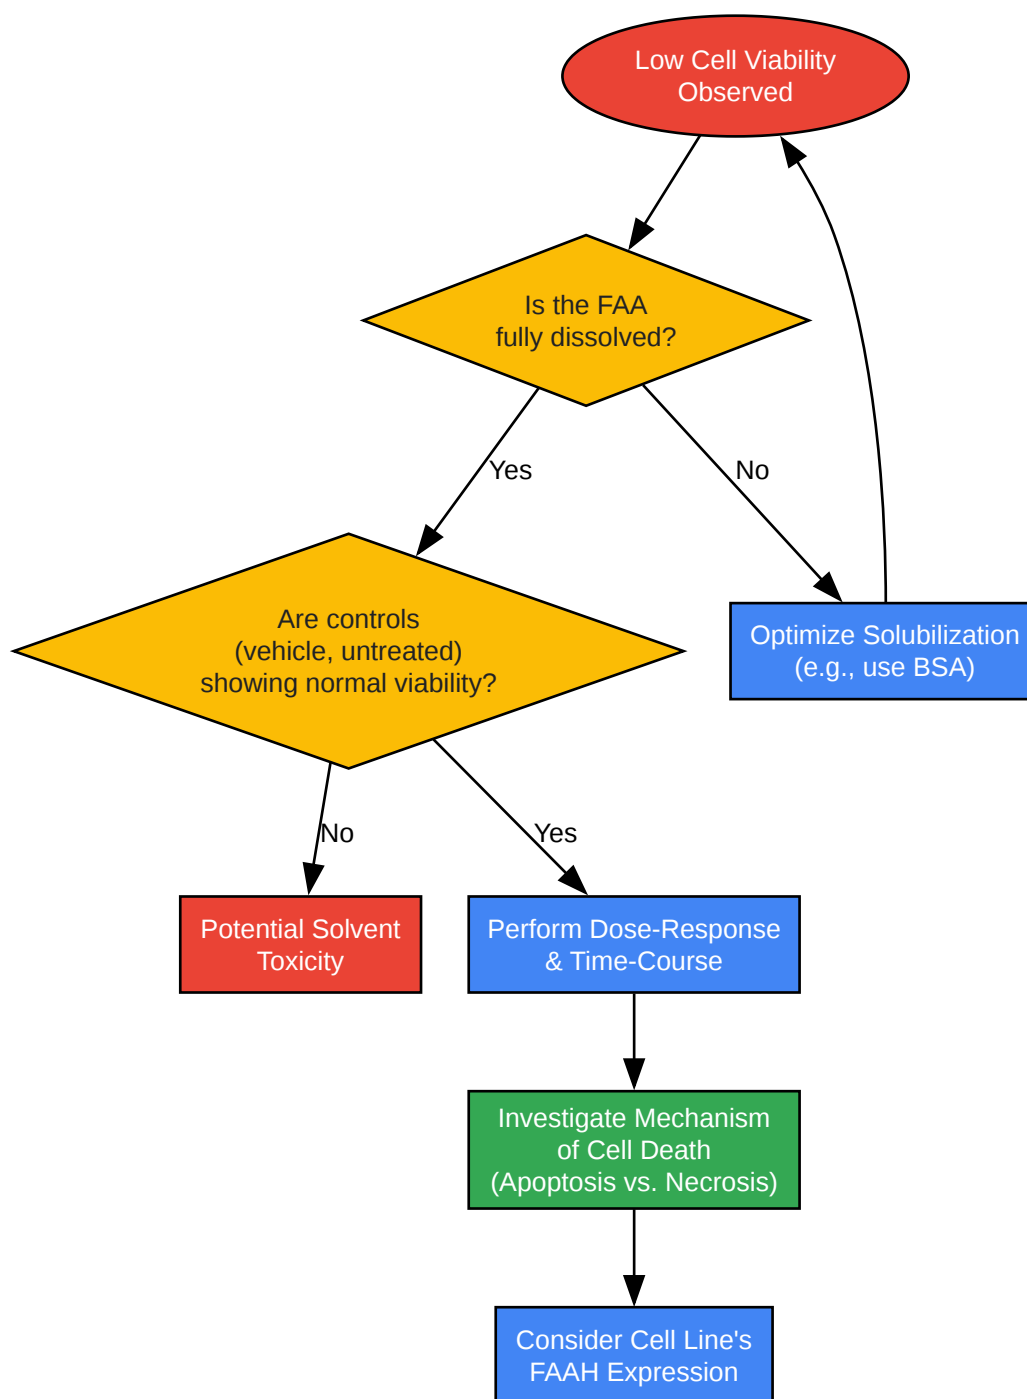 Low Cell Viability
Observed
Is the FAA
fully dissolved?
Yes
No
Are controls
(vehicle, untreated)
showing normal viability?
Optimize Solubilization
(e.g., use BSA)
No
Yes
Potential Solvent
Toxicity
Perform Dose-Response
& Time-Course
Investigate Mechanism
of Cell Death
(Apoptosis vs. Necrosis)
Consider Cell Line's
FAAH Expression